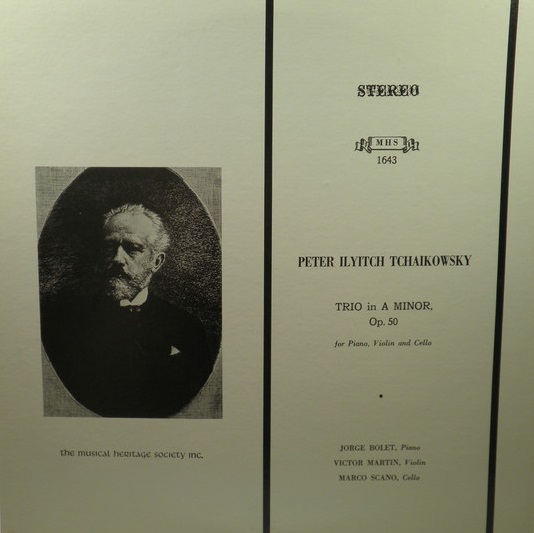 STEREO
MHS
1643
PETER ILYITCH TCHAIKOWSKY
TRIO in A MINOR,
Op. 50
for Piano, Violin and Cello
JORGE BOLET, Piano
VICTOR MARTIN, Violin
MARCO SCANO, Cello
the musical heritage society inc.